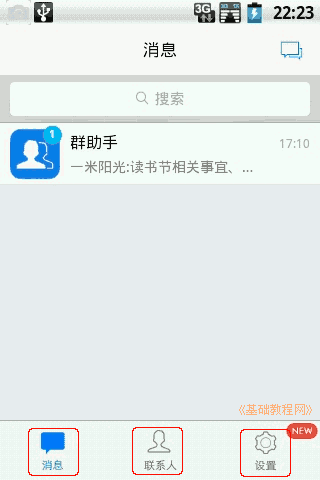 3G 22:23
消息
搜索
1
群助手 17:10
一米阳光:读书节相关事宜、...
《基础教程网》
NEW
消息 联系人 设置